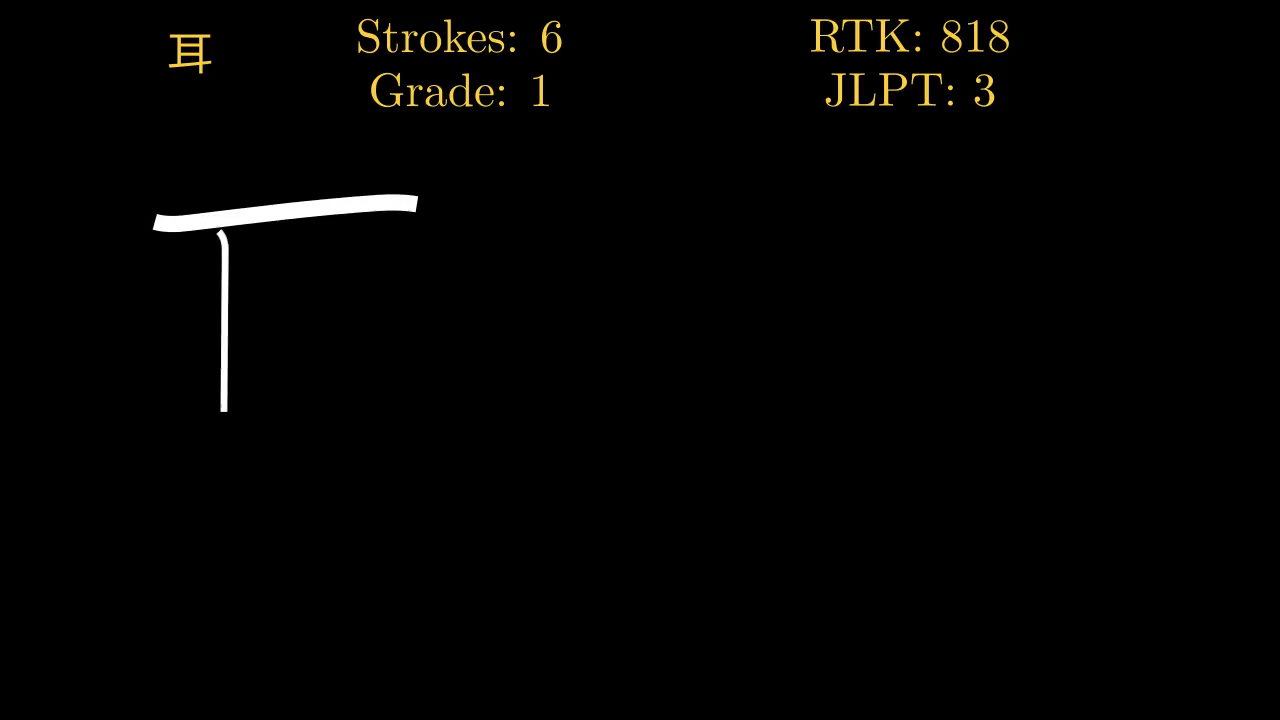 耳
Strokes: 6
Grade: 1
RTK: 818
JLPT: 3